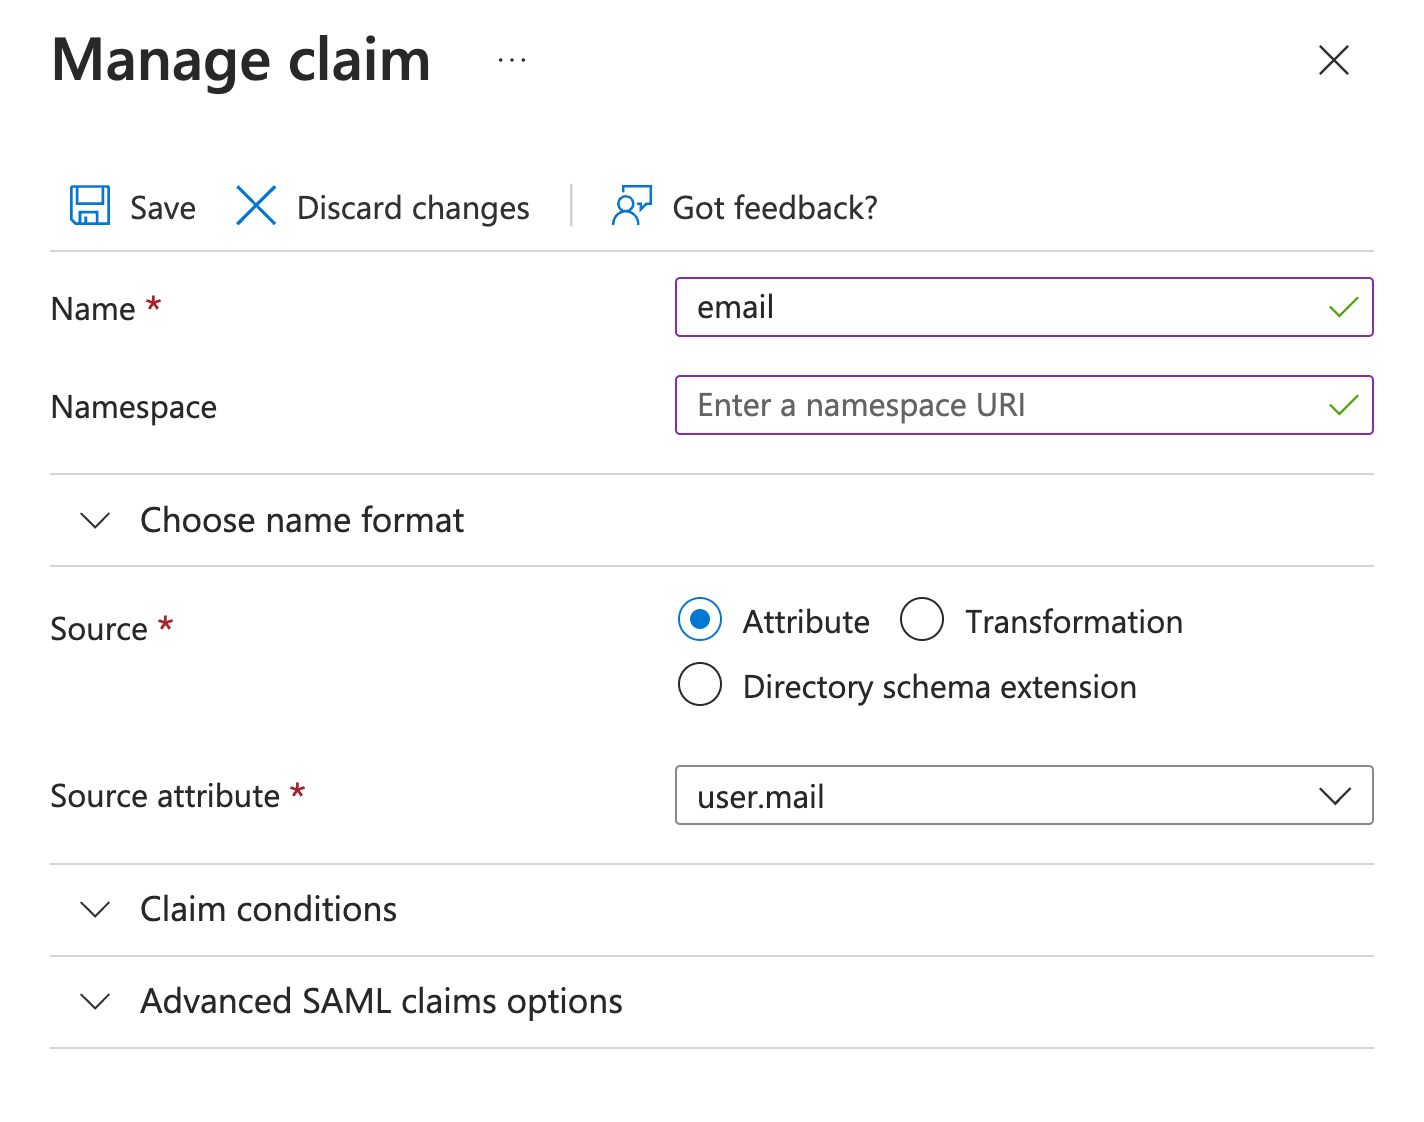 Manage claim ...
Save Discard changes Got feedback?
Name * email
Namespace Enter a namespace URI
Choose name format
Source * Attribute Transformation
Directory schema extension
Source attribute * user.mail
Claim conditions
Advanced SAML claims options